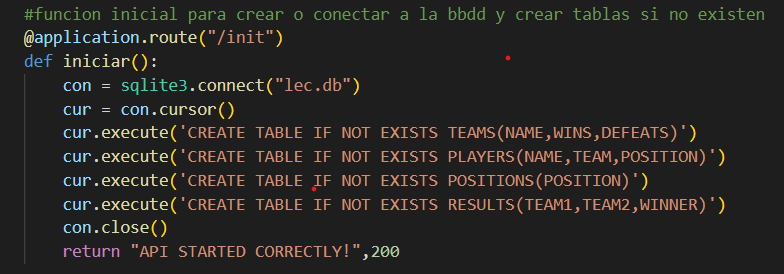 #funcion inicial para crear o conectar a la bbdd y crear tablas si no existen
@application.route("/init")
def iniciar():
    con = sqlite3.connect("lec.db")
    cur = con.cursor()
    cur.execute('CREATE TABLE IF NOT EXISTS TEAMS(NAME,WINS,DEFEATS)')
    cur.execute('CREATE TABLE IF NOT EXISTS PLAYERS(NAME,TEAM,POSITION)')
    cur.execute('CREATE TABLE IF NOT EXISTS POSITIONS(POSITION)')
    cur.execute('CREATE TABLE IF NOT EXISTS RESULTS(TEAM1,TEAM2,WINNER)')
    con.close()
    return "API STARTED CORRECTLY!",200